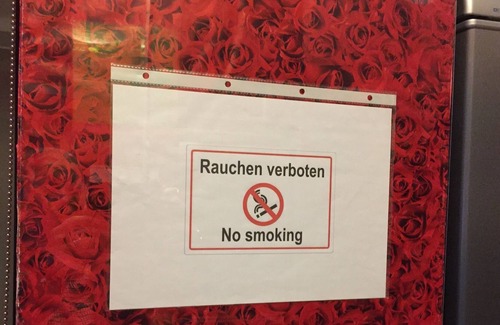 Rauchen verboten
No smoking